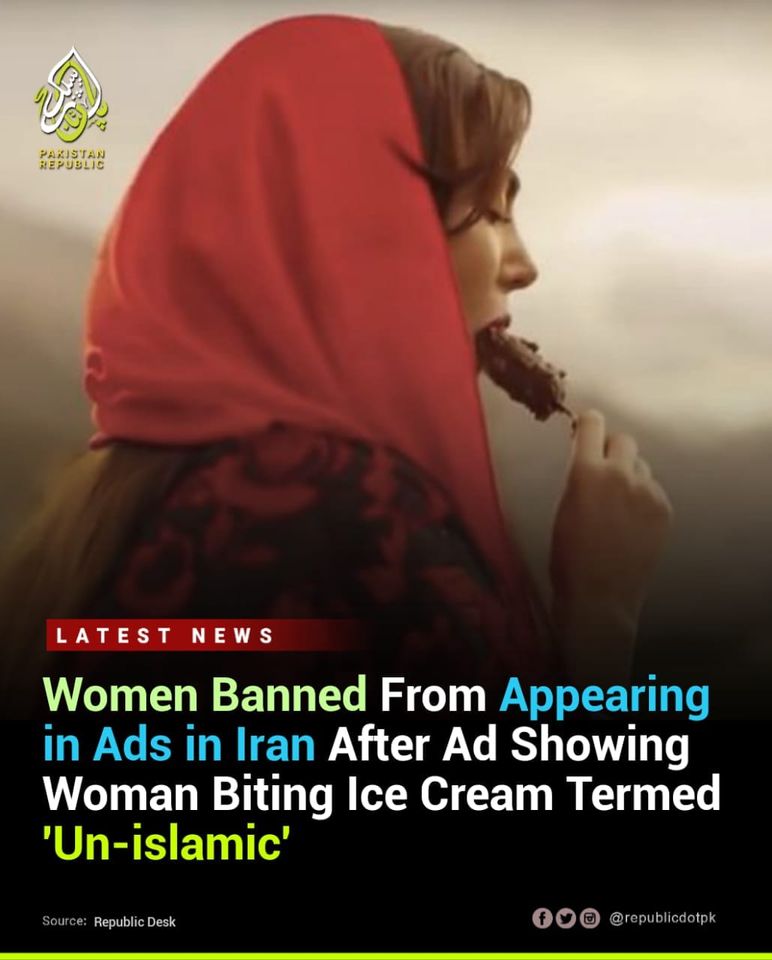 PAKISTAN
REPUBLIC
LATEST NEWS
Women Banned From Appearing
in Ads in Iran After Ad Showing
Woman Biting Ice Cream Termed
'Un-islamic'
Source: Republic Desk
@republicdotpk